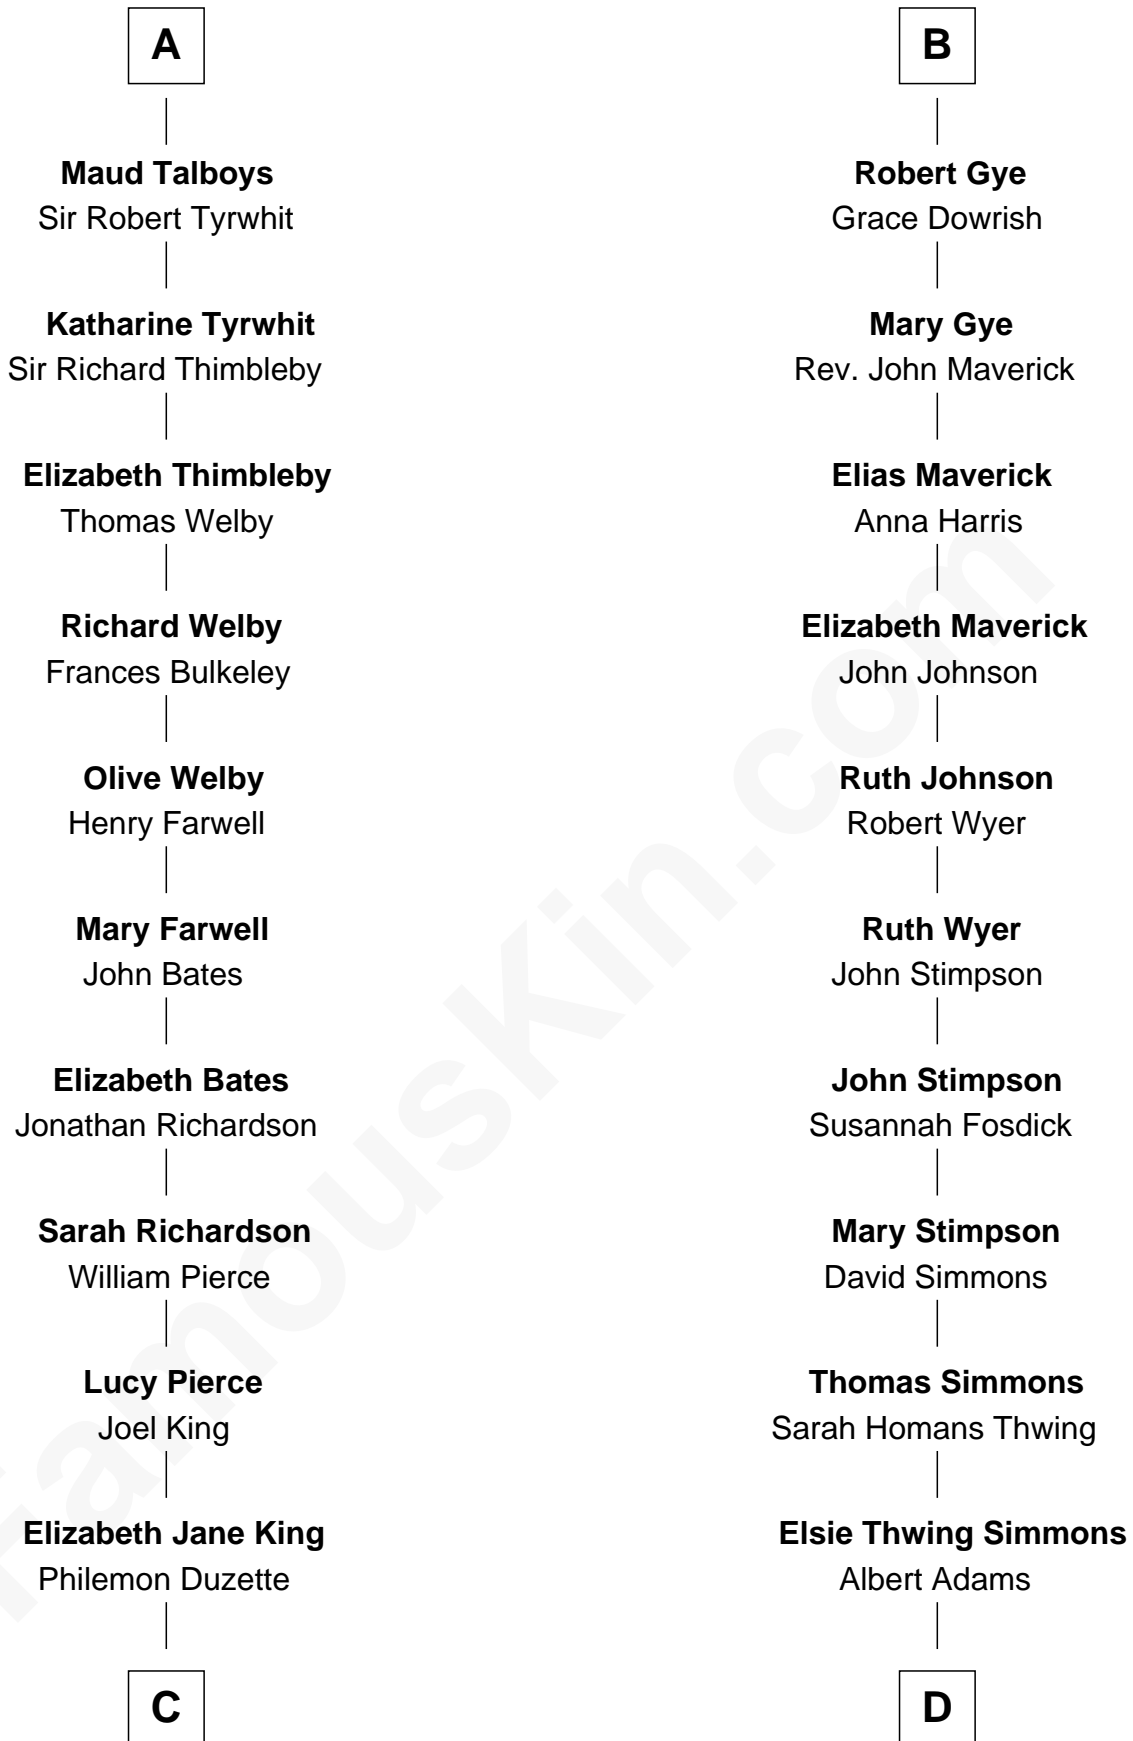 A
Maud Talboys
Sir Robert Tyrwhit
Katharine Tyrwhit
Sir Richard Thimbleby
Elizabeth Thimbleby
Thomas Welby
Richard Welby
Frances Bulkeley
Olive Welby
Henry Farwell
Mary Farwell
John Bates
Elizabeth Bates
Jonathan Richardson
Sarah Richardson
William Pierce
Lucy Pierce
Joel King
Elizabeth Jane King
Philemon Duzette
C
B
Robert Gye
Grace Dowrish
Mary Gye
Rev. John Maverick
Elias Maverick
Anna Harris
Elizabeth Maverick
John Johnson
Ruth Johnson
Robert Wyer
Ruth Wyer
John Stimpson
John Stimpson
Susannah Fosdick
Mary Stimpson
David Simmons
Thomas Simmons
Sarah Homans Thwing
Elsie Thwing Simmons
Albert Adams
D
FamousKin.com